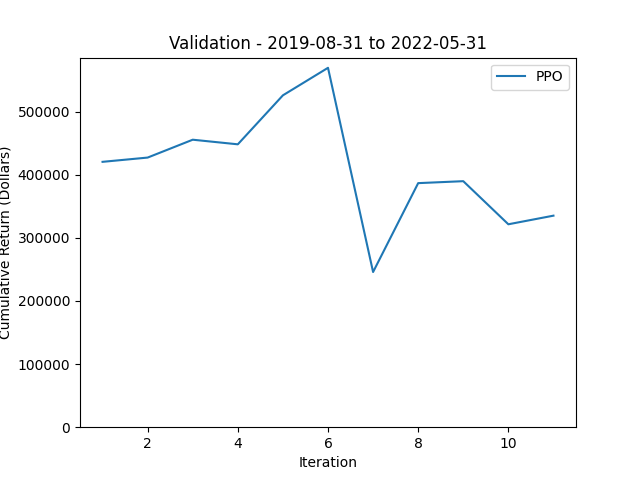 Validation - 2019-08-31 to 2022-05-31
PPO
Cumulative Return (Dollars)
500000
400000
300000
200000
100000
0
2 4 6 8 10
Iteration